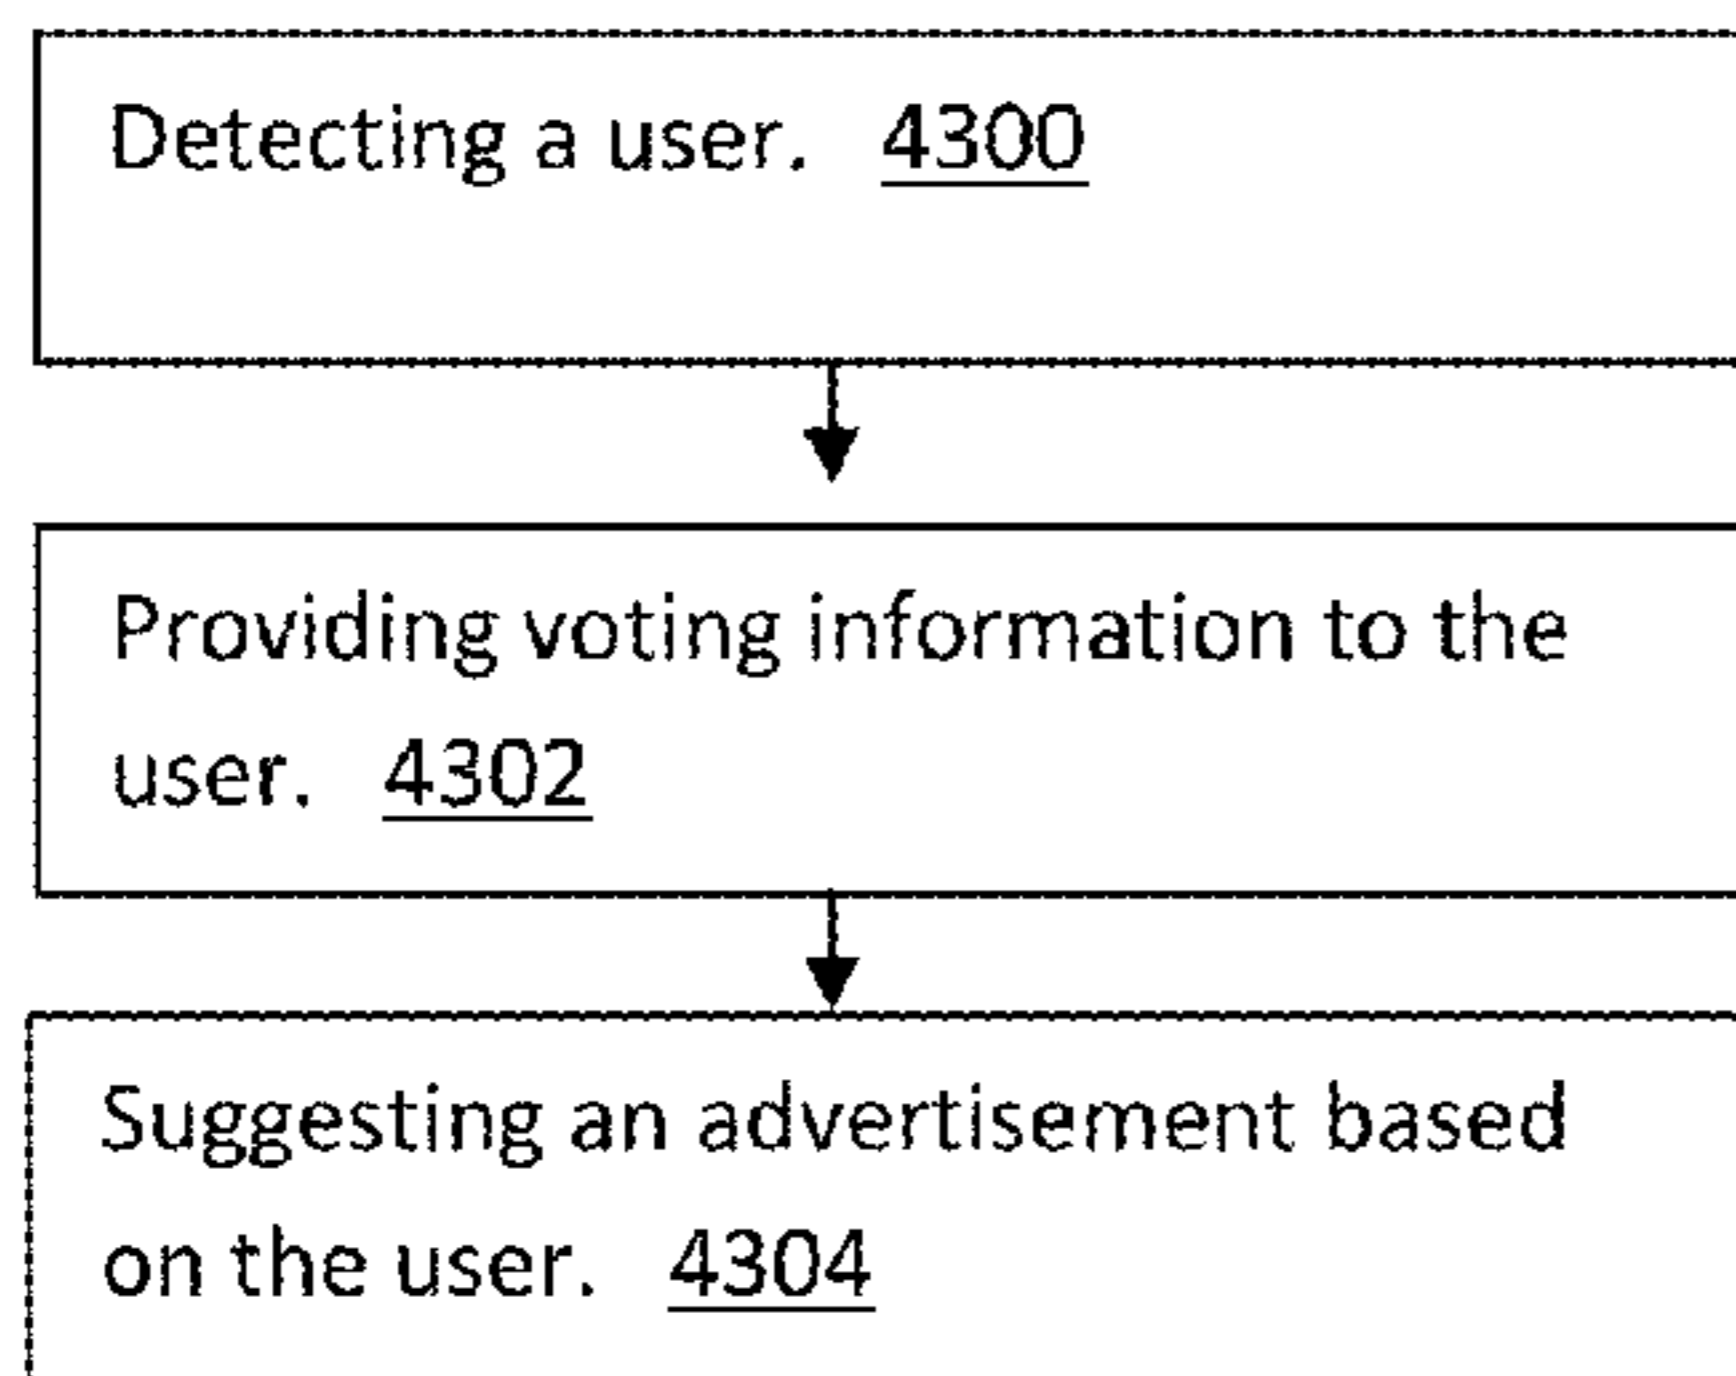 Detecting a user. 4300
Providing voting information to the
user. 4302
Suggesting an advertisement based
on the user. 4304